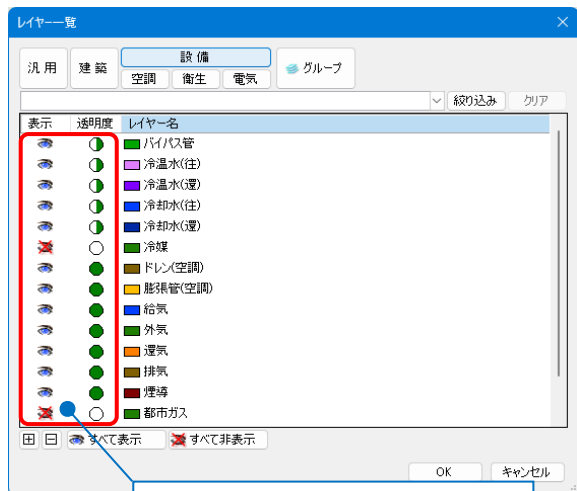 レイヤー一覧
汎用 建築 設備 グループ
空調 衛生 電気
絞り込み クリア
表示 透明度 レイヤー名
バイパス管
冷温水(往)
冷温水(還)
冷却水(往)
冷却水(還)
冷媒
ドレン(空調)
膨張管(空調)
給気
外気
還気
排気
煙導
都市ガス
すべて表示 すべて非表示
OK キャンセル